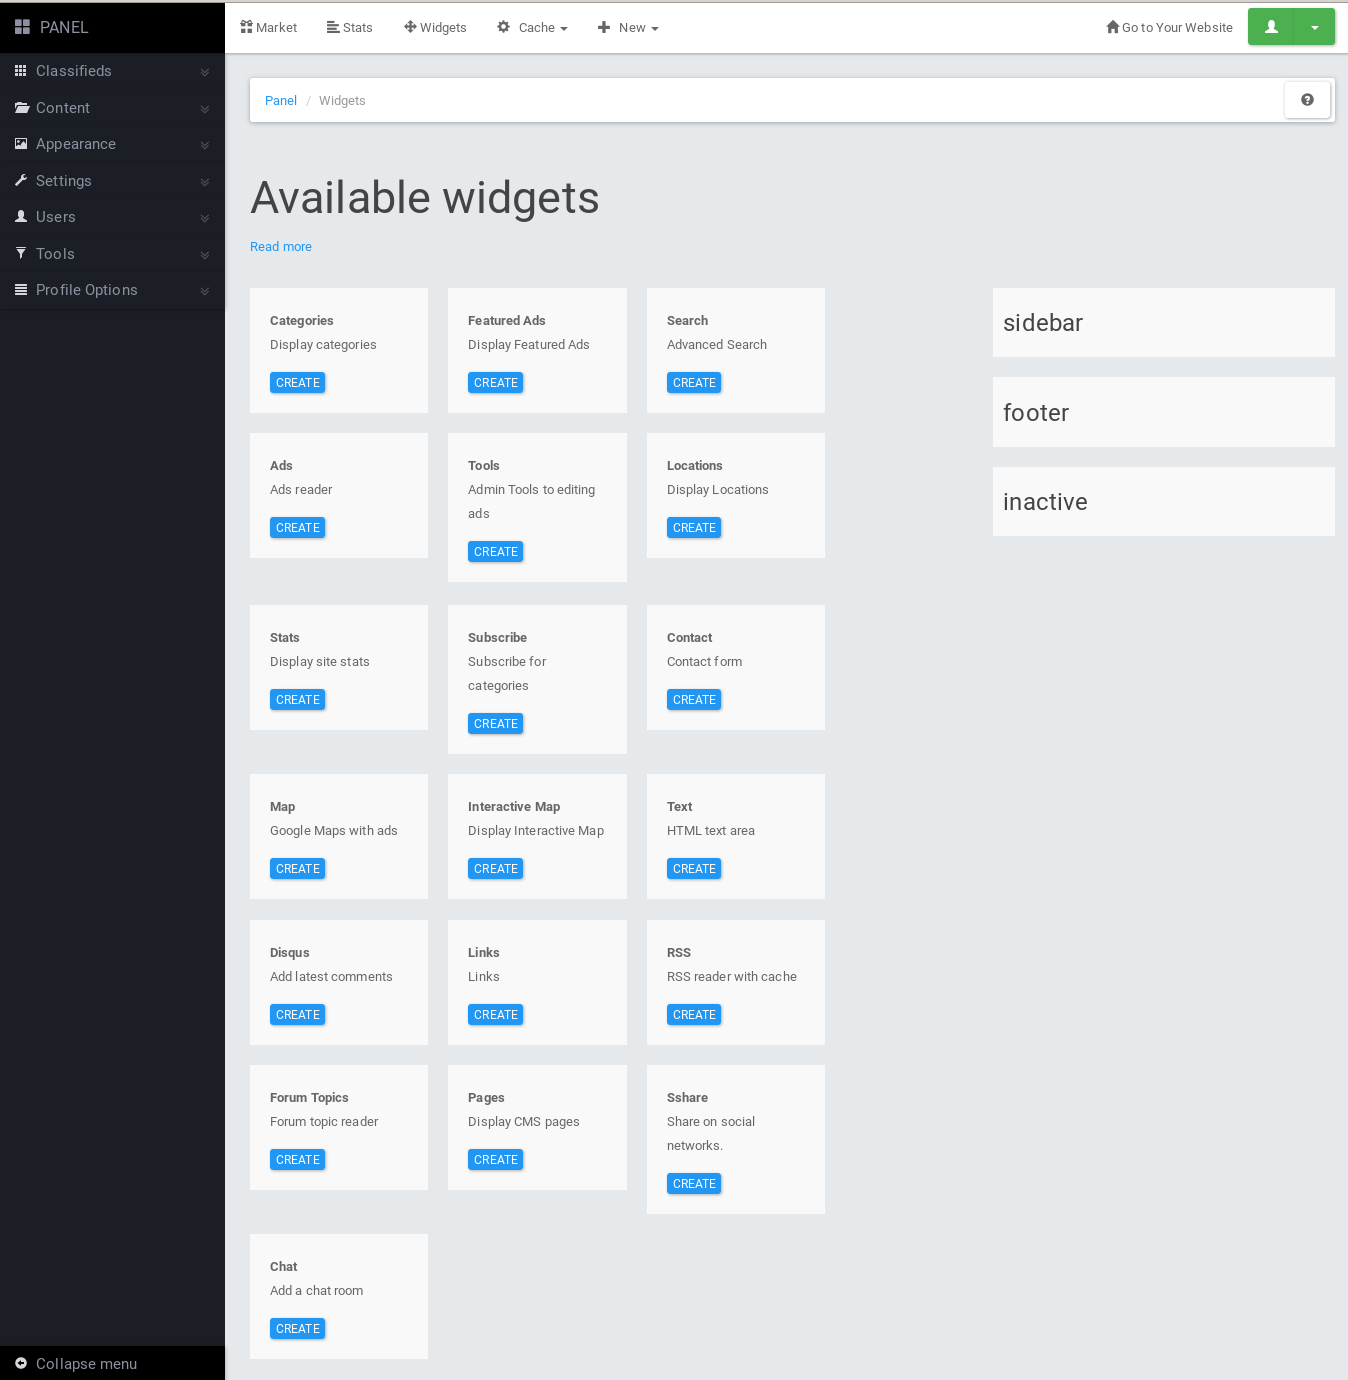 PANEL
Market
Stats
Widgets
Cache
New
Go to Your Website
Classifieds
Content
Appearance
Settings
Users
Tools
Profile Options
Collapse menu
Panel / Widgets
Available widgets
Read more
Categories
Display categories
CREATE
Featured Ads
Display Featured Ads
CREATE
Search
Advanced Search
CREATE
Ads
Ads reader
CREATE
Tools
Admin Tools to editing
ads
CREATE
Locations
Display Locations
CREATE
Stats
Display site stats
CREATE
Subscribe
Subscribe for
categories
CREATE
Contact
Contact form
CREATE
Map
Google Maps with ads
CREATE
Interactive Map
Display Interactive Map
CREATE
Text
HTML text area
CREATE
Disqus
Add latest comments
CREATE
Links
Links
CREATE
RSS
RSS reader with cache
CREATE
Forum Topics
Forum topic reader
CREATE
Pages
Display CMS pages
CREATE
Sshare
Share on social
networks.
CREATE
Chat
Add a chat room
CREATE
sidebar
footer
inactive